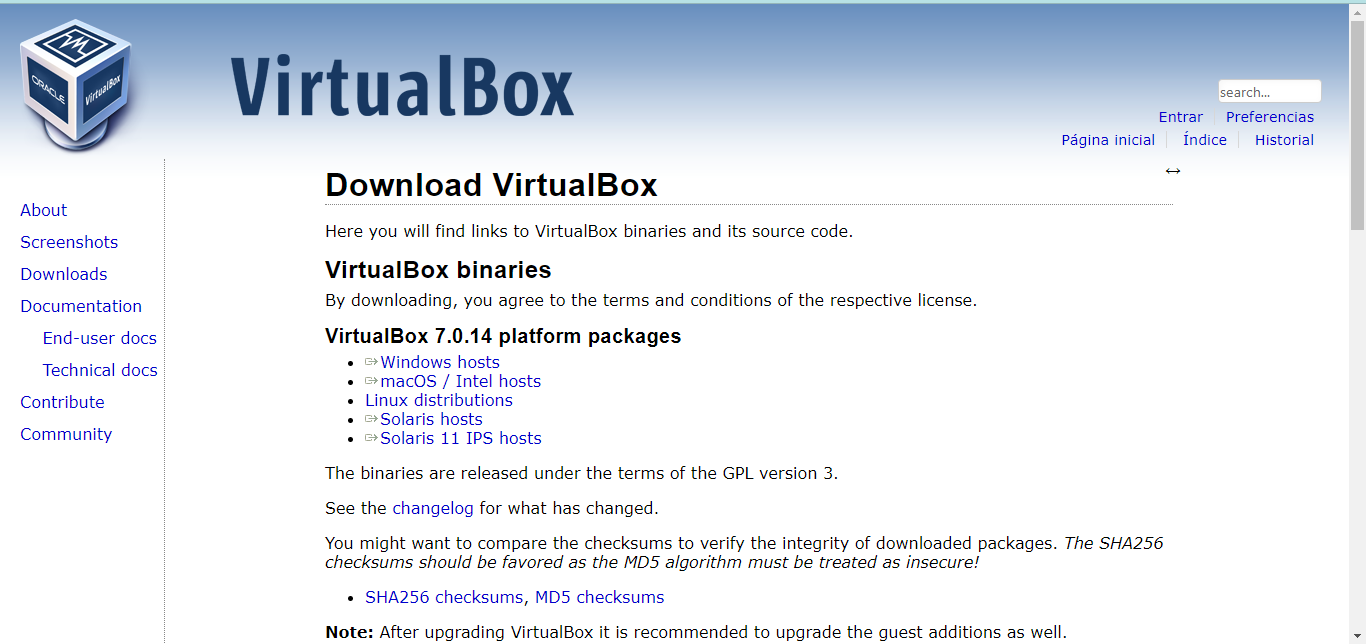 ORACLE
VirtualBox
VirtualBox
search...
Entrar Preferencias
Página inicial Índice Historial
About
Screenshots
Downloads
Documentation
End-user docs
Technical docs
Contribute
Community
Download VirtualBox
Here you will find links to VirtualBox binaries and its source code.
VirtualBox binaries
By downloading, you agree to the terms and conditions of the respective license.
VirtualBox 7.0.14 platform packages
Windows hosts
macOS / Intel hosts
Linux distributions
Solaris hosts
Solaris 11 IPS hosts
The binaries are released under the terms of the GPL version 3.
See the changelog for what has changed.
You might want to compare the checksums to verify the integrity of downloaded packages. The SHA256
checksums should be favored as the MD5 algorithm must be treated as insecure!
SHA256 checksums, MD5 checksums
Note: After upgrading VirtualBox it is recommended to upgrade the guest additions as well.